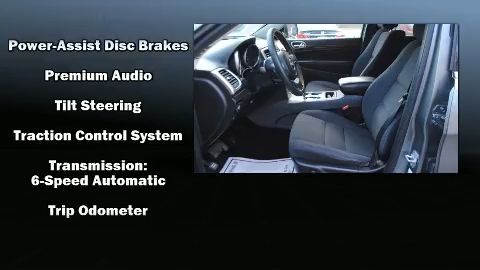 Power-Assist Disc Brakes
Premium Audio
Tilt Steering
Traction Control System
Transmission:
6-Speed Automatic
Trip Odometer